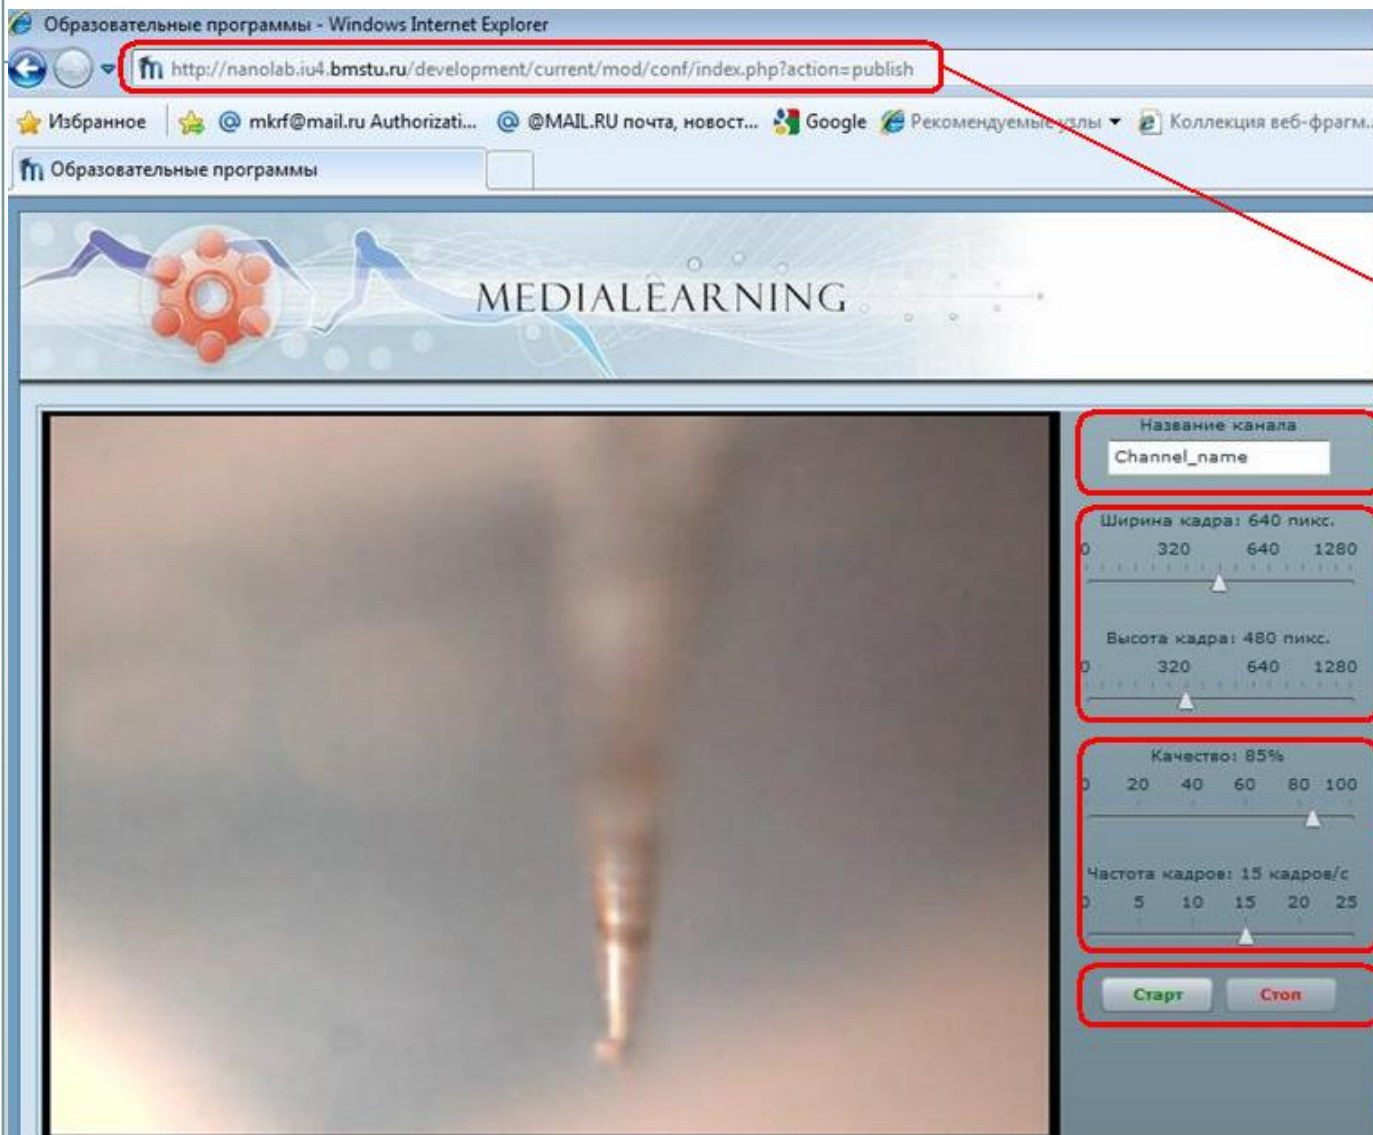 Образовательные программы - Windows Internet Explorer
http://nanolab.iu4.bmstu.ru/development/current/mod/conf/index.php?action=publish
Избранное @ mkrf@mail.ru Authorizati... @ @MAIL.RU почта, новост... Google Рекомендуемые узлы Коллекция веб-фрагм...
Образовательные программы
MEDIALEARNING
Название канала
Channel_name
Ширина кадра: 640 пикс.
0 320 640 1280
Высота кадра: 480 пикс.
0 320 640 1280
Качество: 85%
0 20 40 60 80 100
Частота кадров: 15 кадров/с
0 5 10 15 20 25
Старт Стоп